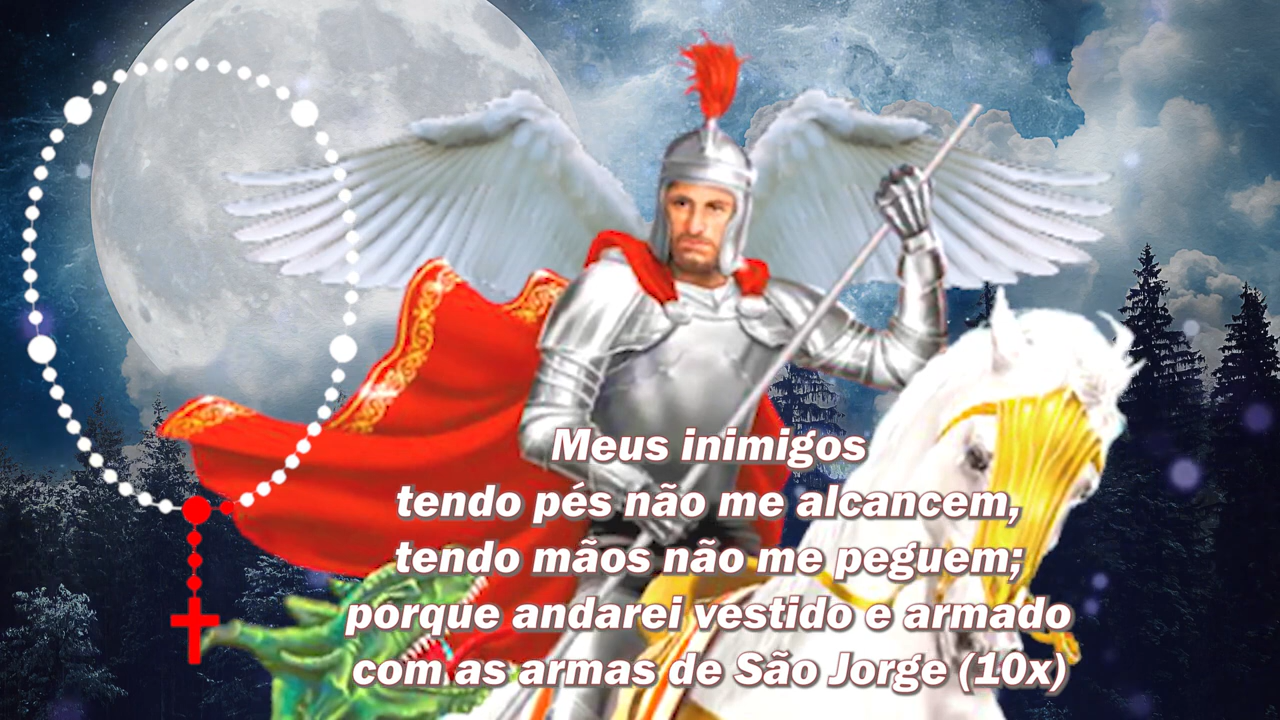 Meus inimigos
tendo pés não me alcancem,
tendo mãos não me peguem;
porque andarei vestido e armado
com as armas de São Jorge (10x)